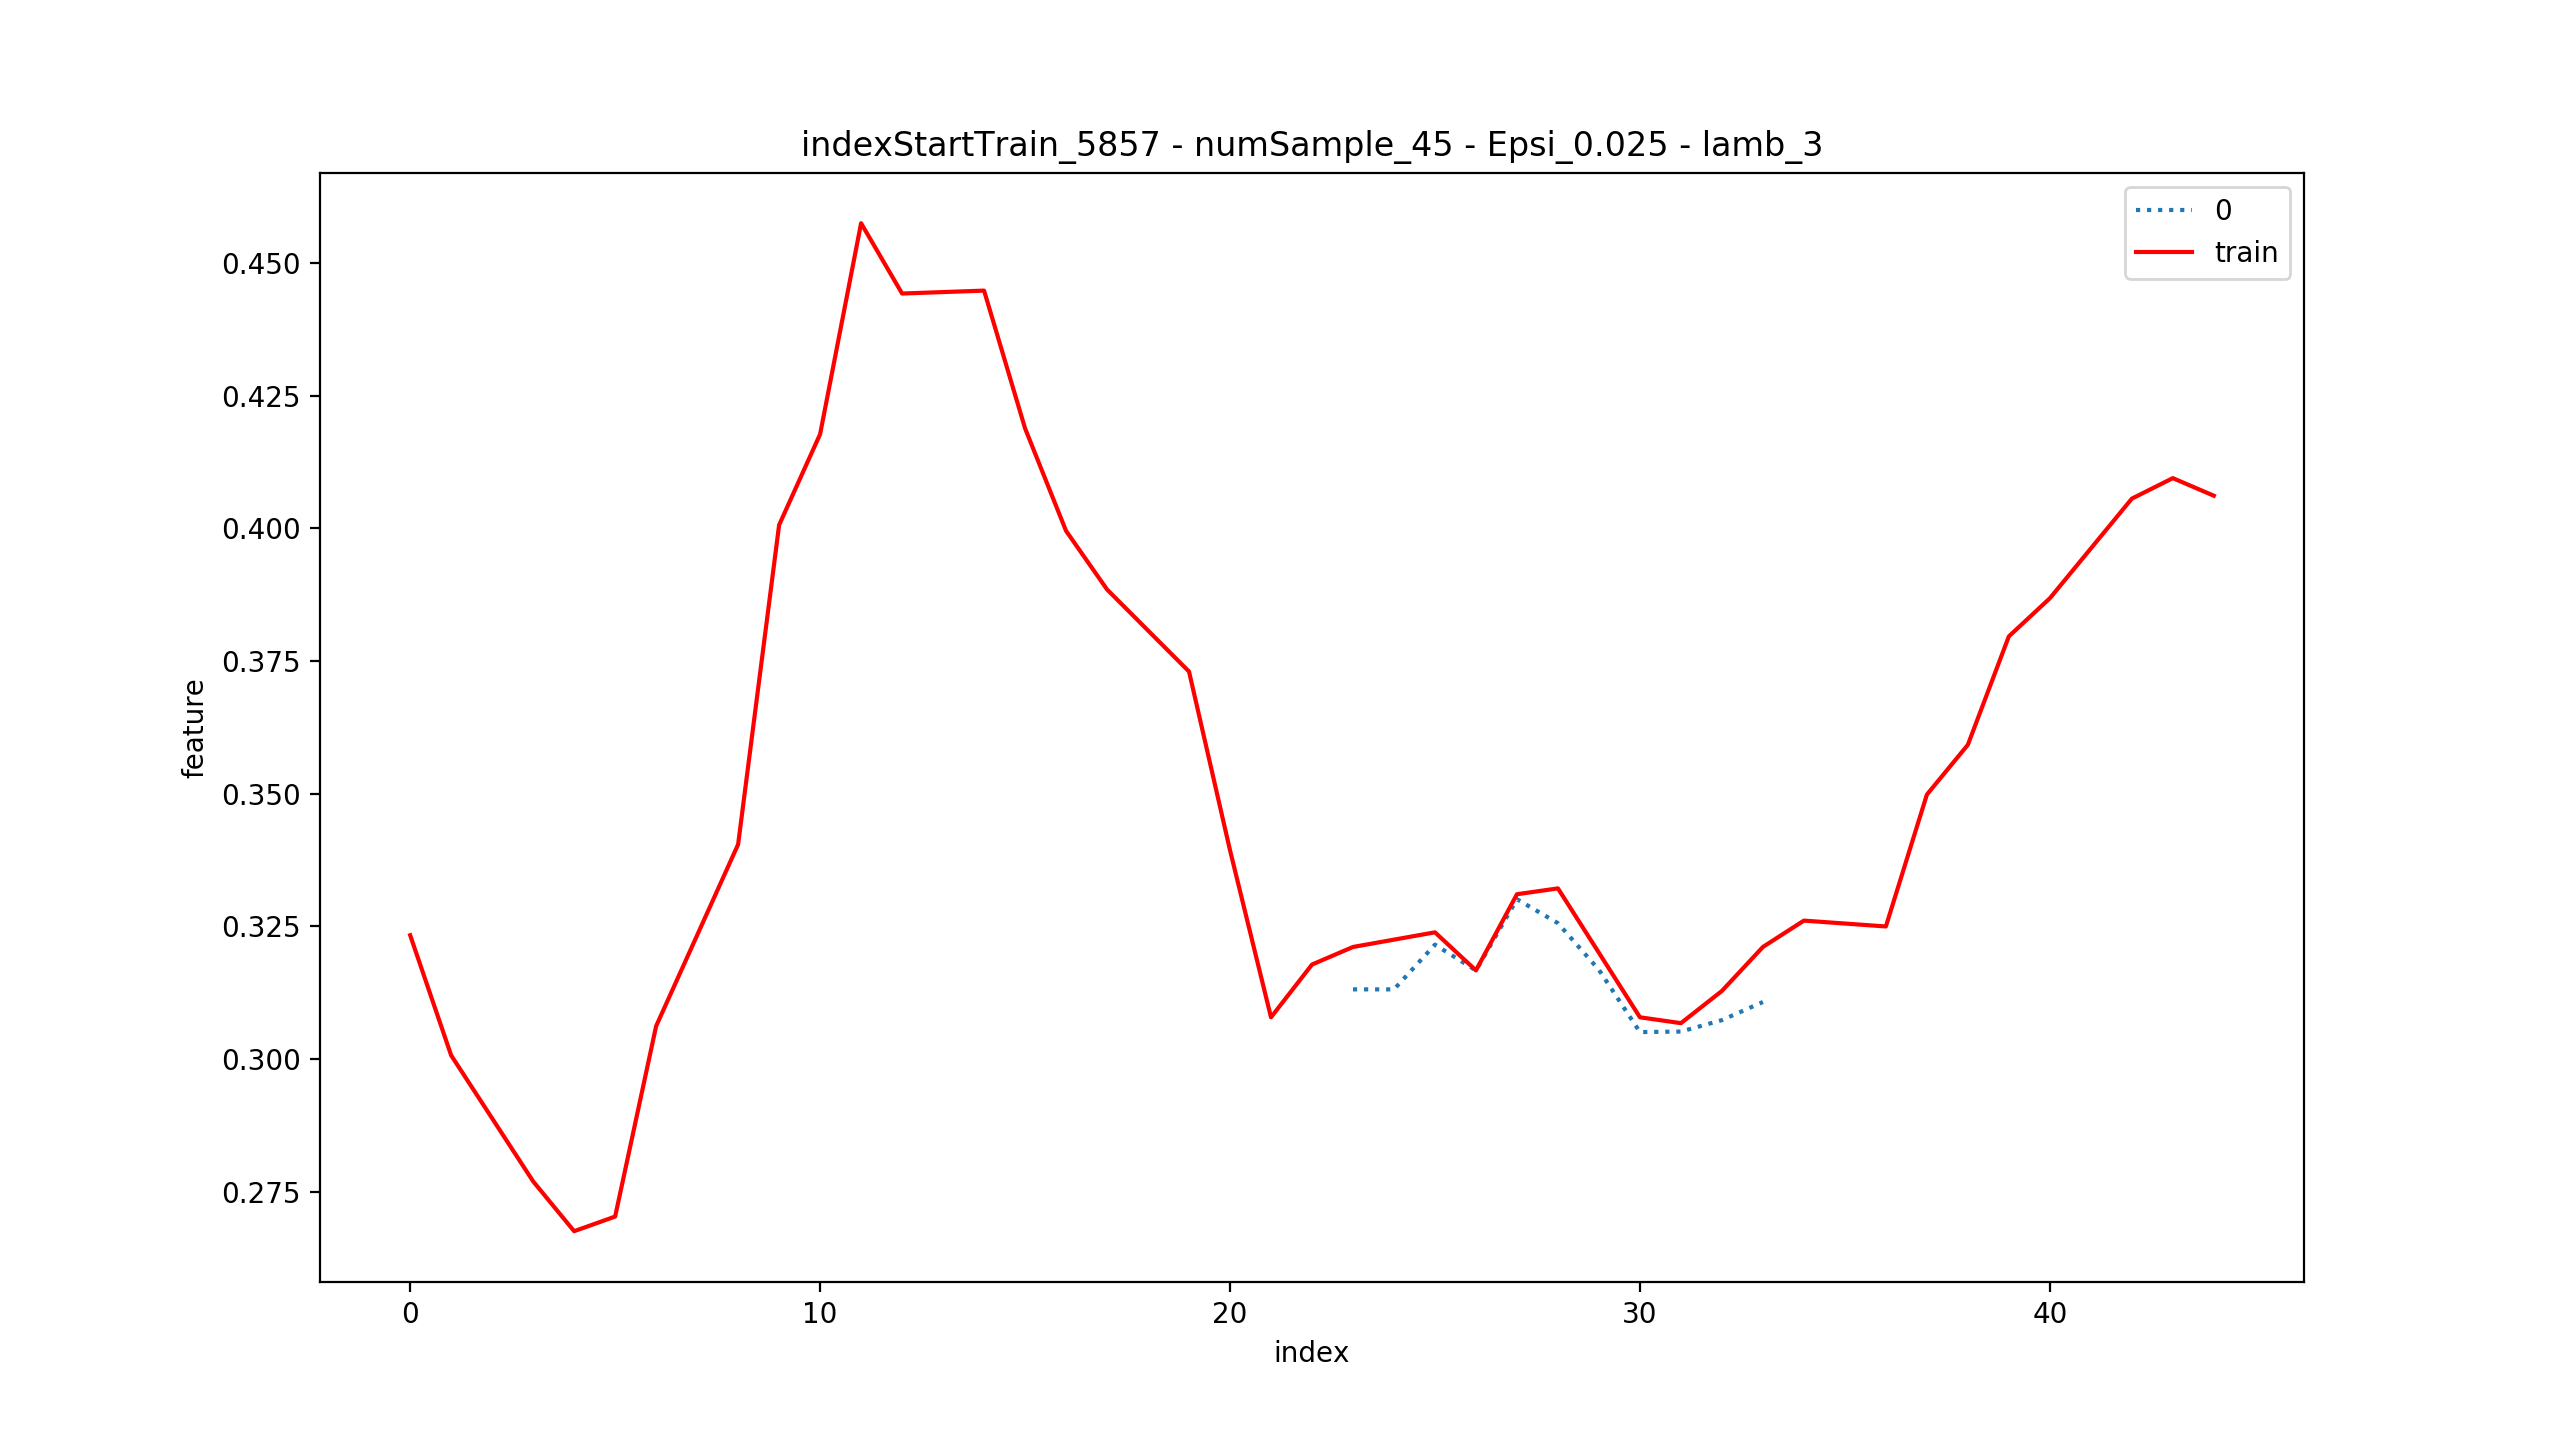 indexStartTrain_5857 - numSample_45 - Epsi_0.025 - lamb_3
0
train
0.450
0.425
0.400
0.375
0.350
0.325
0.300
0.275
feature
0 10 20 30 40
index